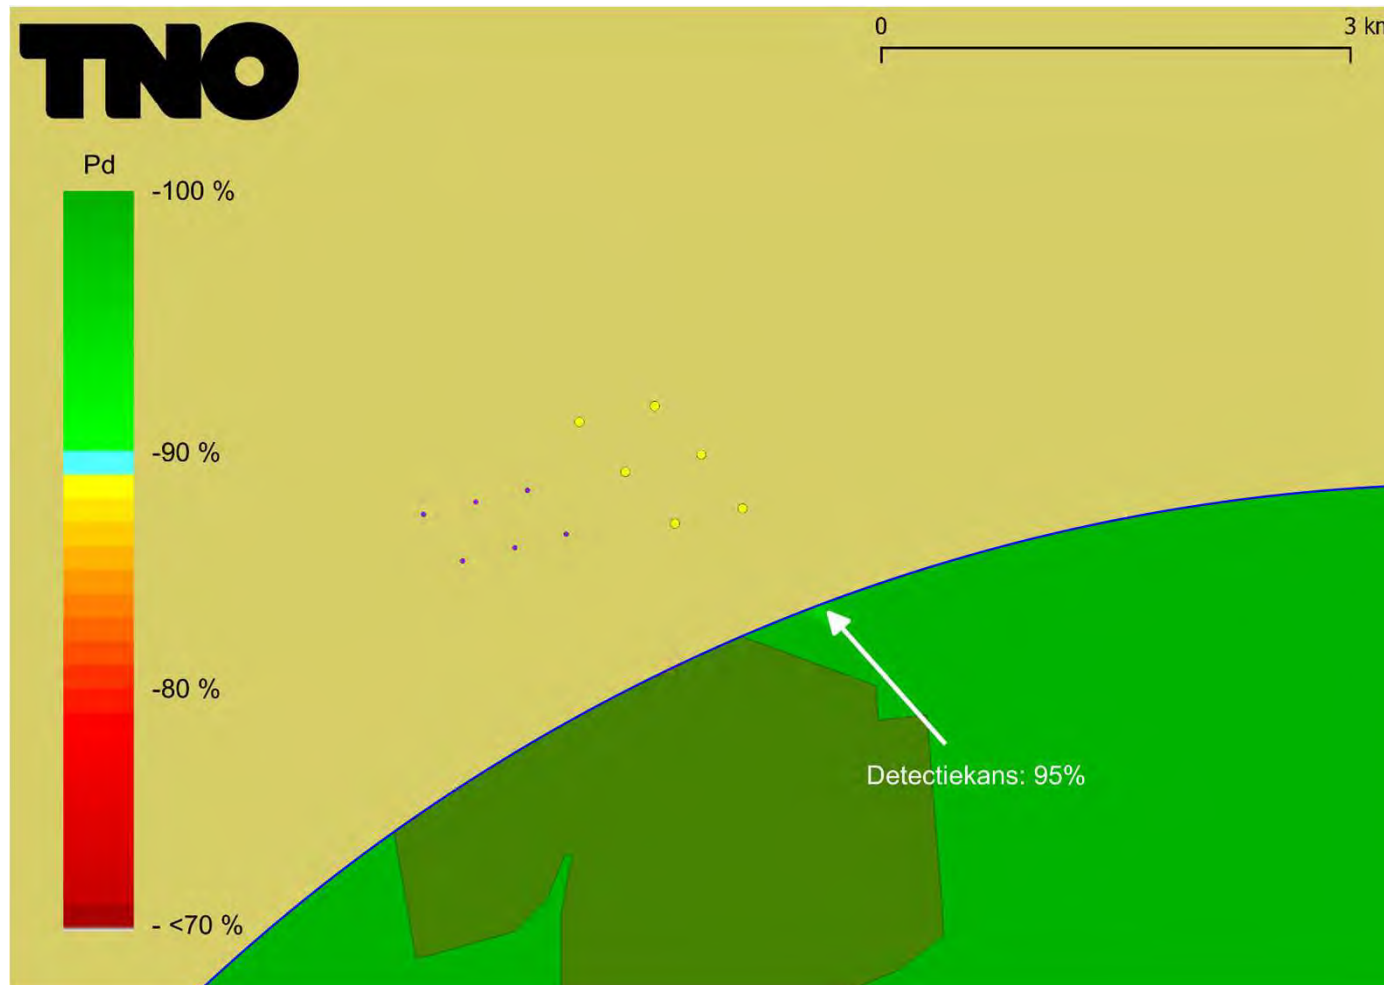 TNO
0 3 km
Pd
-100 %
-90 %
-80 %
- <70 %
Detectiekans: 95%